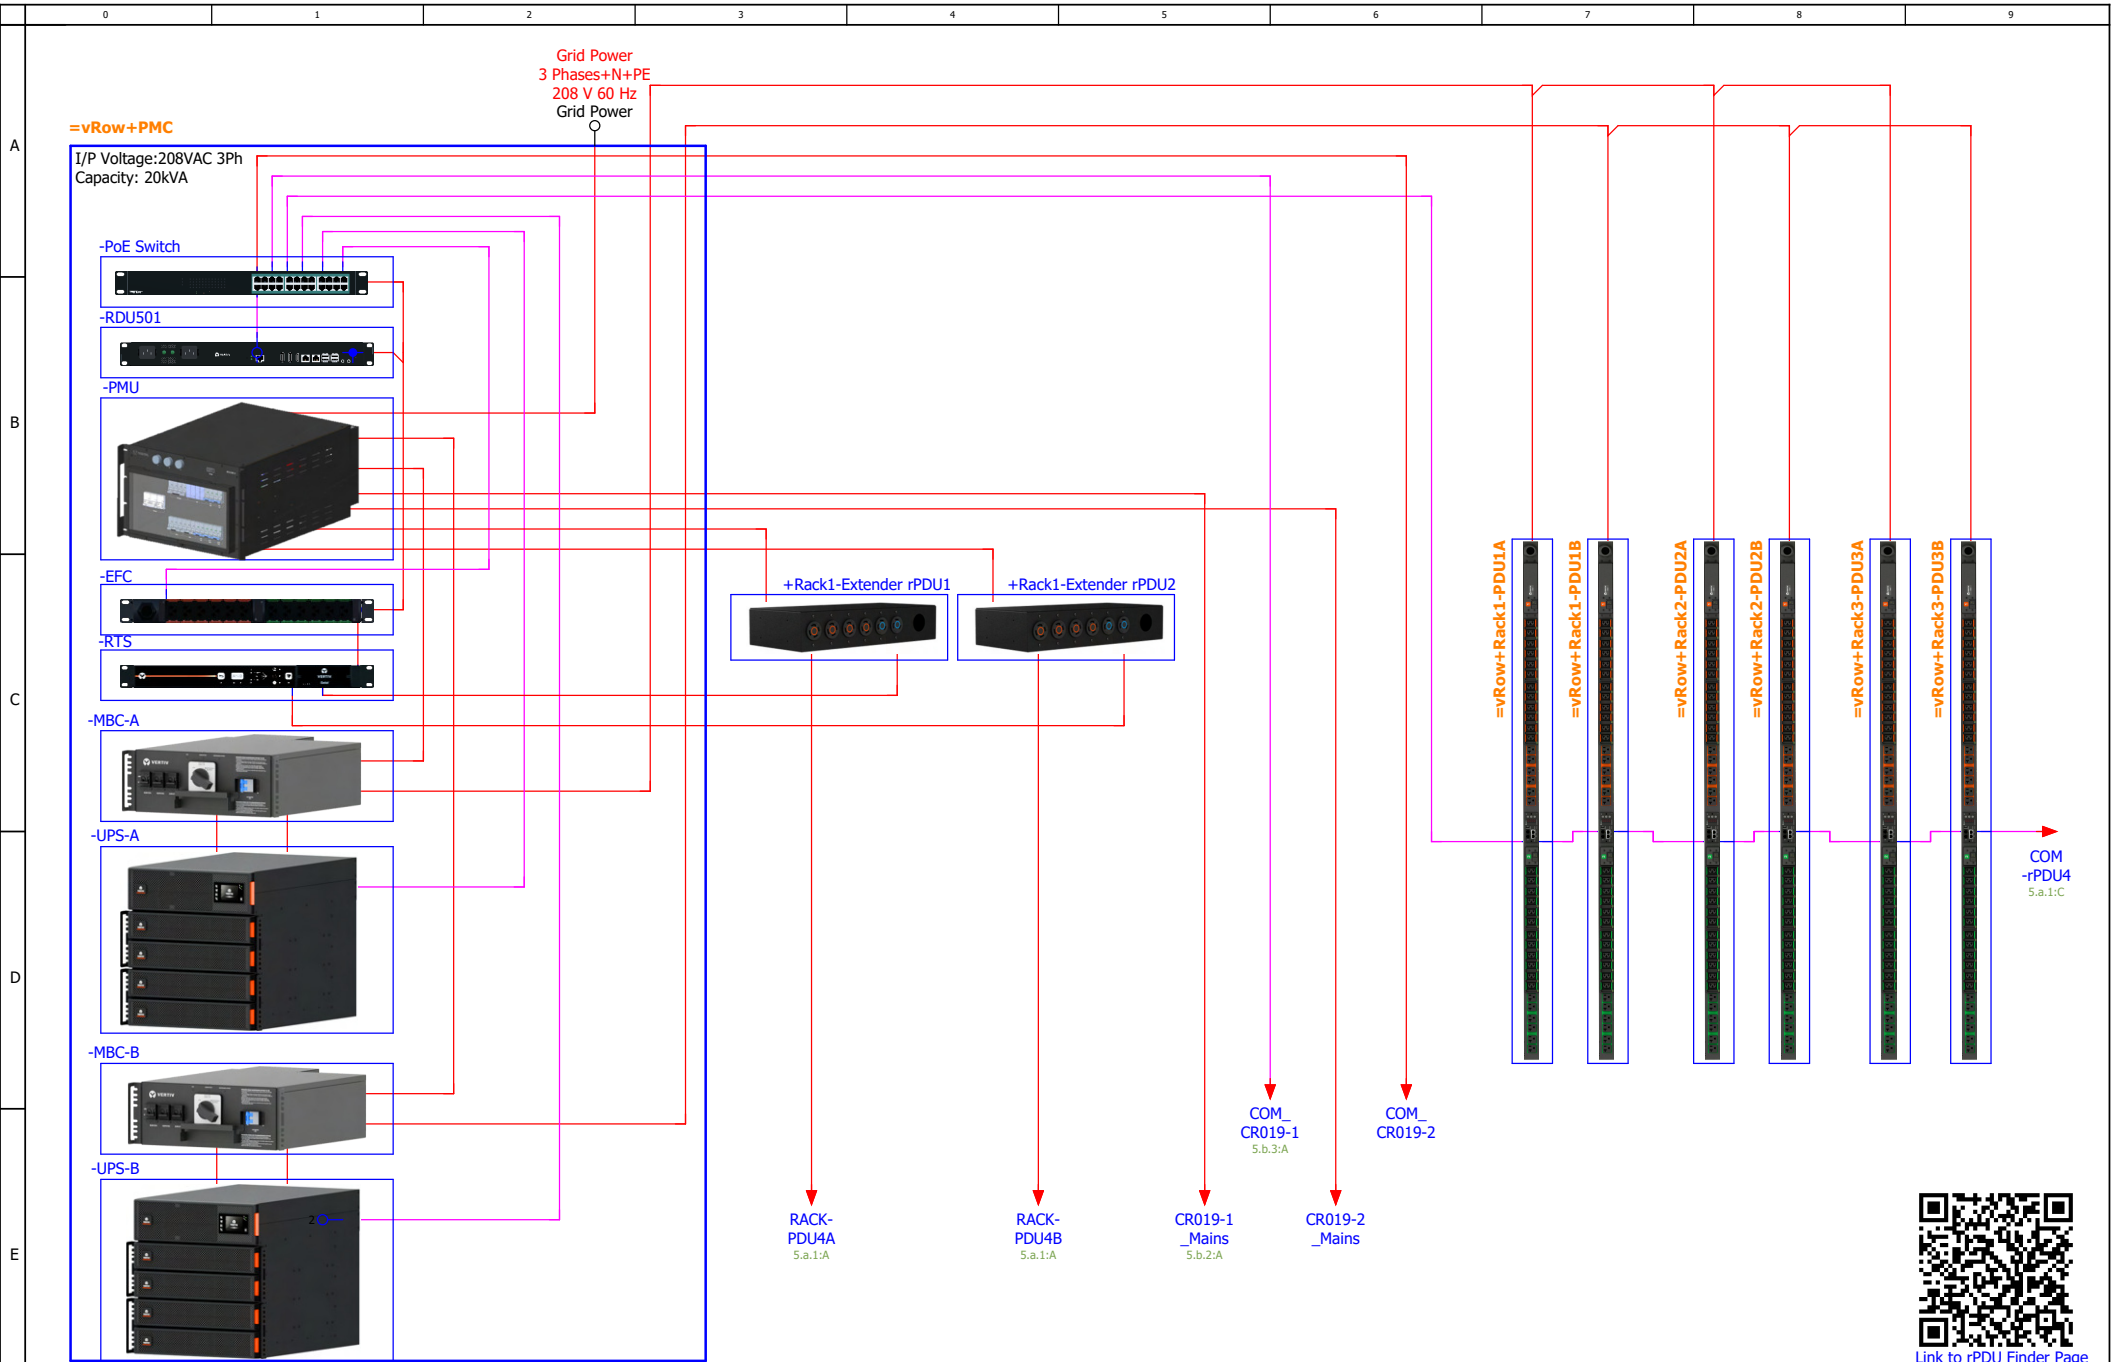 0 1 2 3 4 5 6 7 8 9
A
B
C
D
E
Grid Power
3 Phases+N+PE
208 V 60 Hz
Grid Power
=vRow+PMC
I/P Voltage:208VAC 3Ph
Capacity: 20kVA
-PoE Switch
-RDU501
-PMU
-EFC
-RTS
-MBC-A
VERTIV
-UPS-A
-MBC-B
VERTIV
-UPS-B
2
+Rack1-Extender rPDU1
+Rack1-Extender rPDU2
=vRow+Rack1-PDU1A
=vRow+Rack1-PDU1B
=vRow+Rack2-PDU2A
=vRow+Rack2-PDU2B
=vRow+Rack3-PDU3A
=vRow+Rack3-PDU3B
COM
-rPDU4
5.a.1:C
COM_
CR019-1
5.b.3:A
COM_
CR019-2
RACK-
PDU4A
5.a.1:A
RACK-
PDU4B
5.a.1:A
CR019-1
_Mains
5.b.2:A
CR019-2
_Mains
Link to rPDU Finder Page